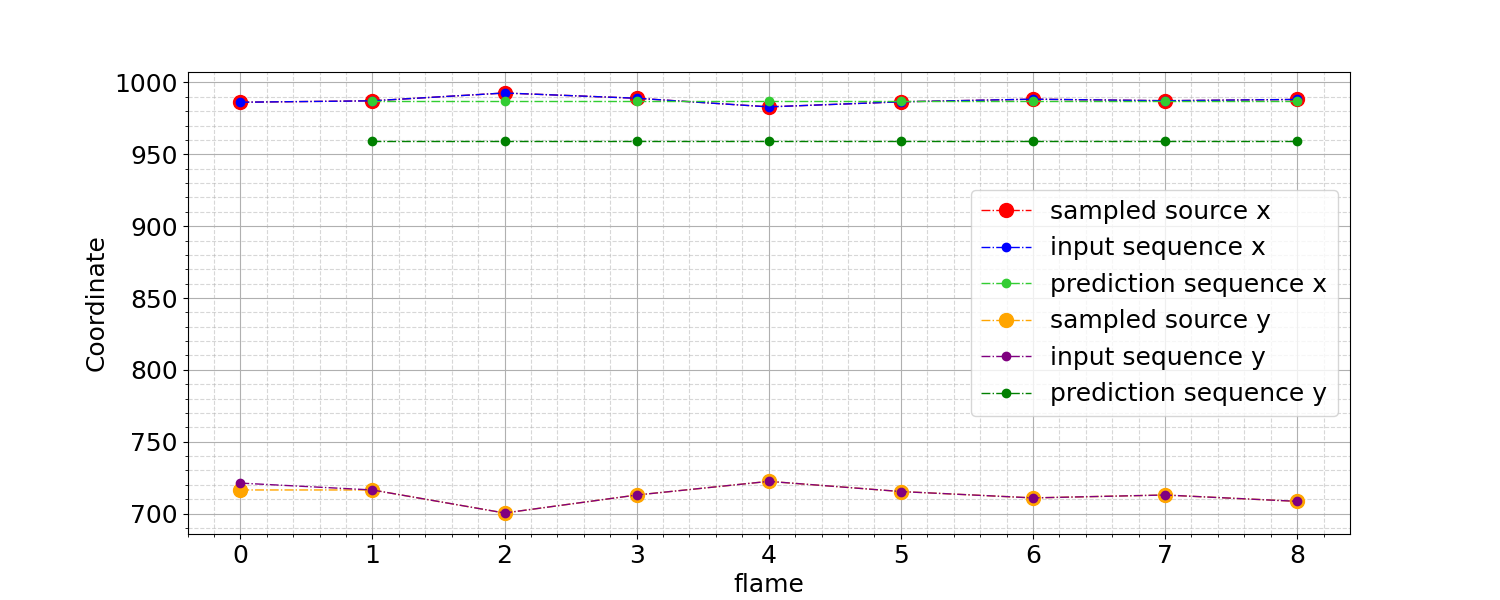 1000
950
900
850
800
750
700
Coordinate
sampled source x
input sequence x
prediction sequence x
sampled source y
input sequence y
prediction sequence y
0 1 2 3 4 5 6 7 8
flame